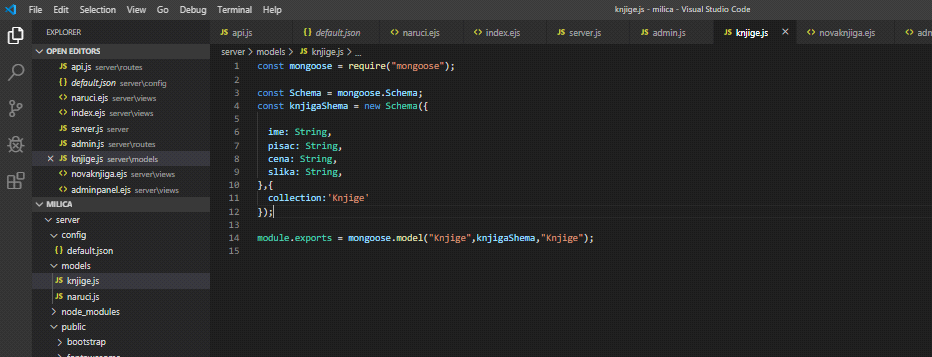 File Edit Selection View Go Debug Terminal Help knjige.js - milica - Visual Studio Code
EXPLORER
OPEN EDITORS
JS api.js server\routes
{} default.json server\config
<> naruci.ejs server\views
<> index.ejs server\views
JS server.js server
JS admin.js server\routes
× JS knjige.js server\models
<> novaknjiga.ejs server\views
<> adminpanel.ejs server\views
MILICA
server
config
{} default.json
models
JS knjige.js
JS naruci.js
node_modules
public
bootstrap
JS api.js {} default.json <> naruci.ejs <> index.ejs JS server.js JS admin.js JS knjige.js × <> novaknjiga.ejs <> adn
server > models > JS knjige.js > ...
1 const mongoose = require("mongoose");
2
3 const Schema = mongoose.Schema;
4 const knjigaShema = new Schema({
5
6 ime: String,
7 pisac: String,
8 cena: String,
9 slika: String,
10 },{
11 collection:'Knjige'
12 });
13
14 module.exports = mongoose.model("Knjige",knjigaShema,"Knjige");
15